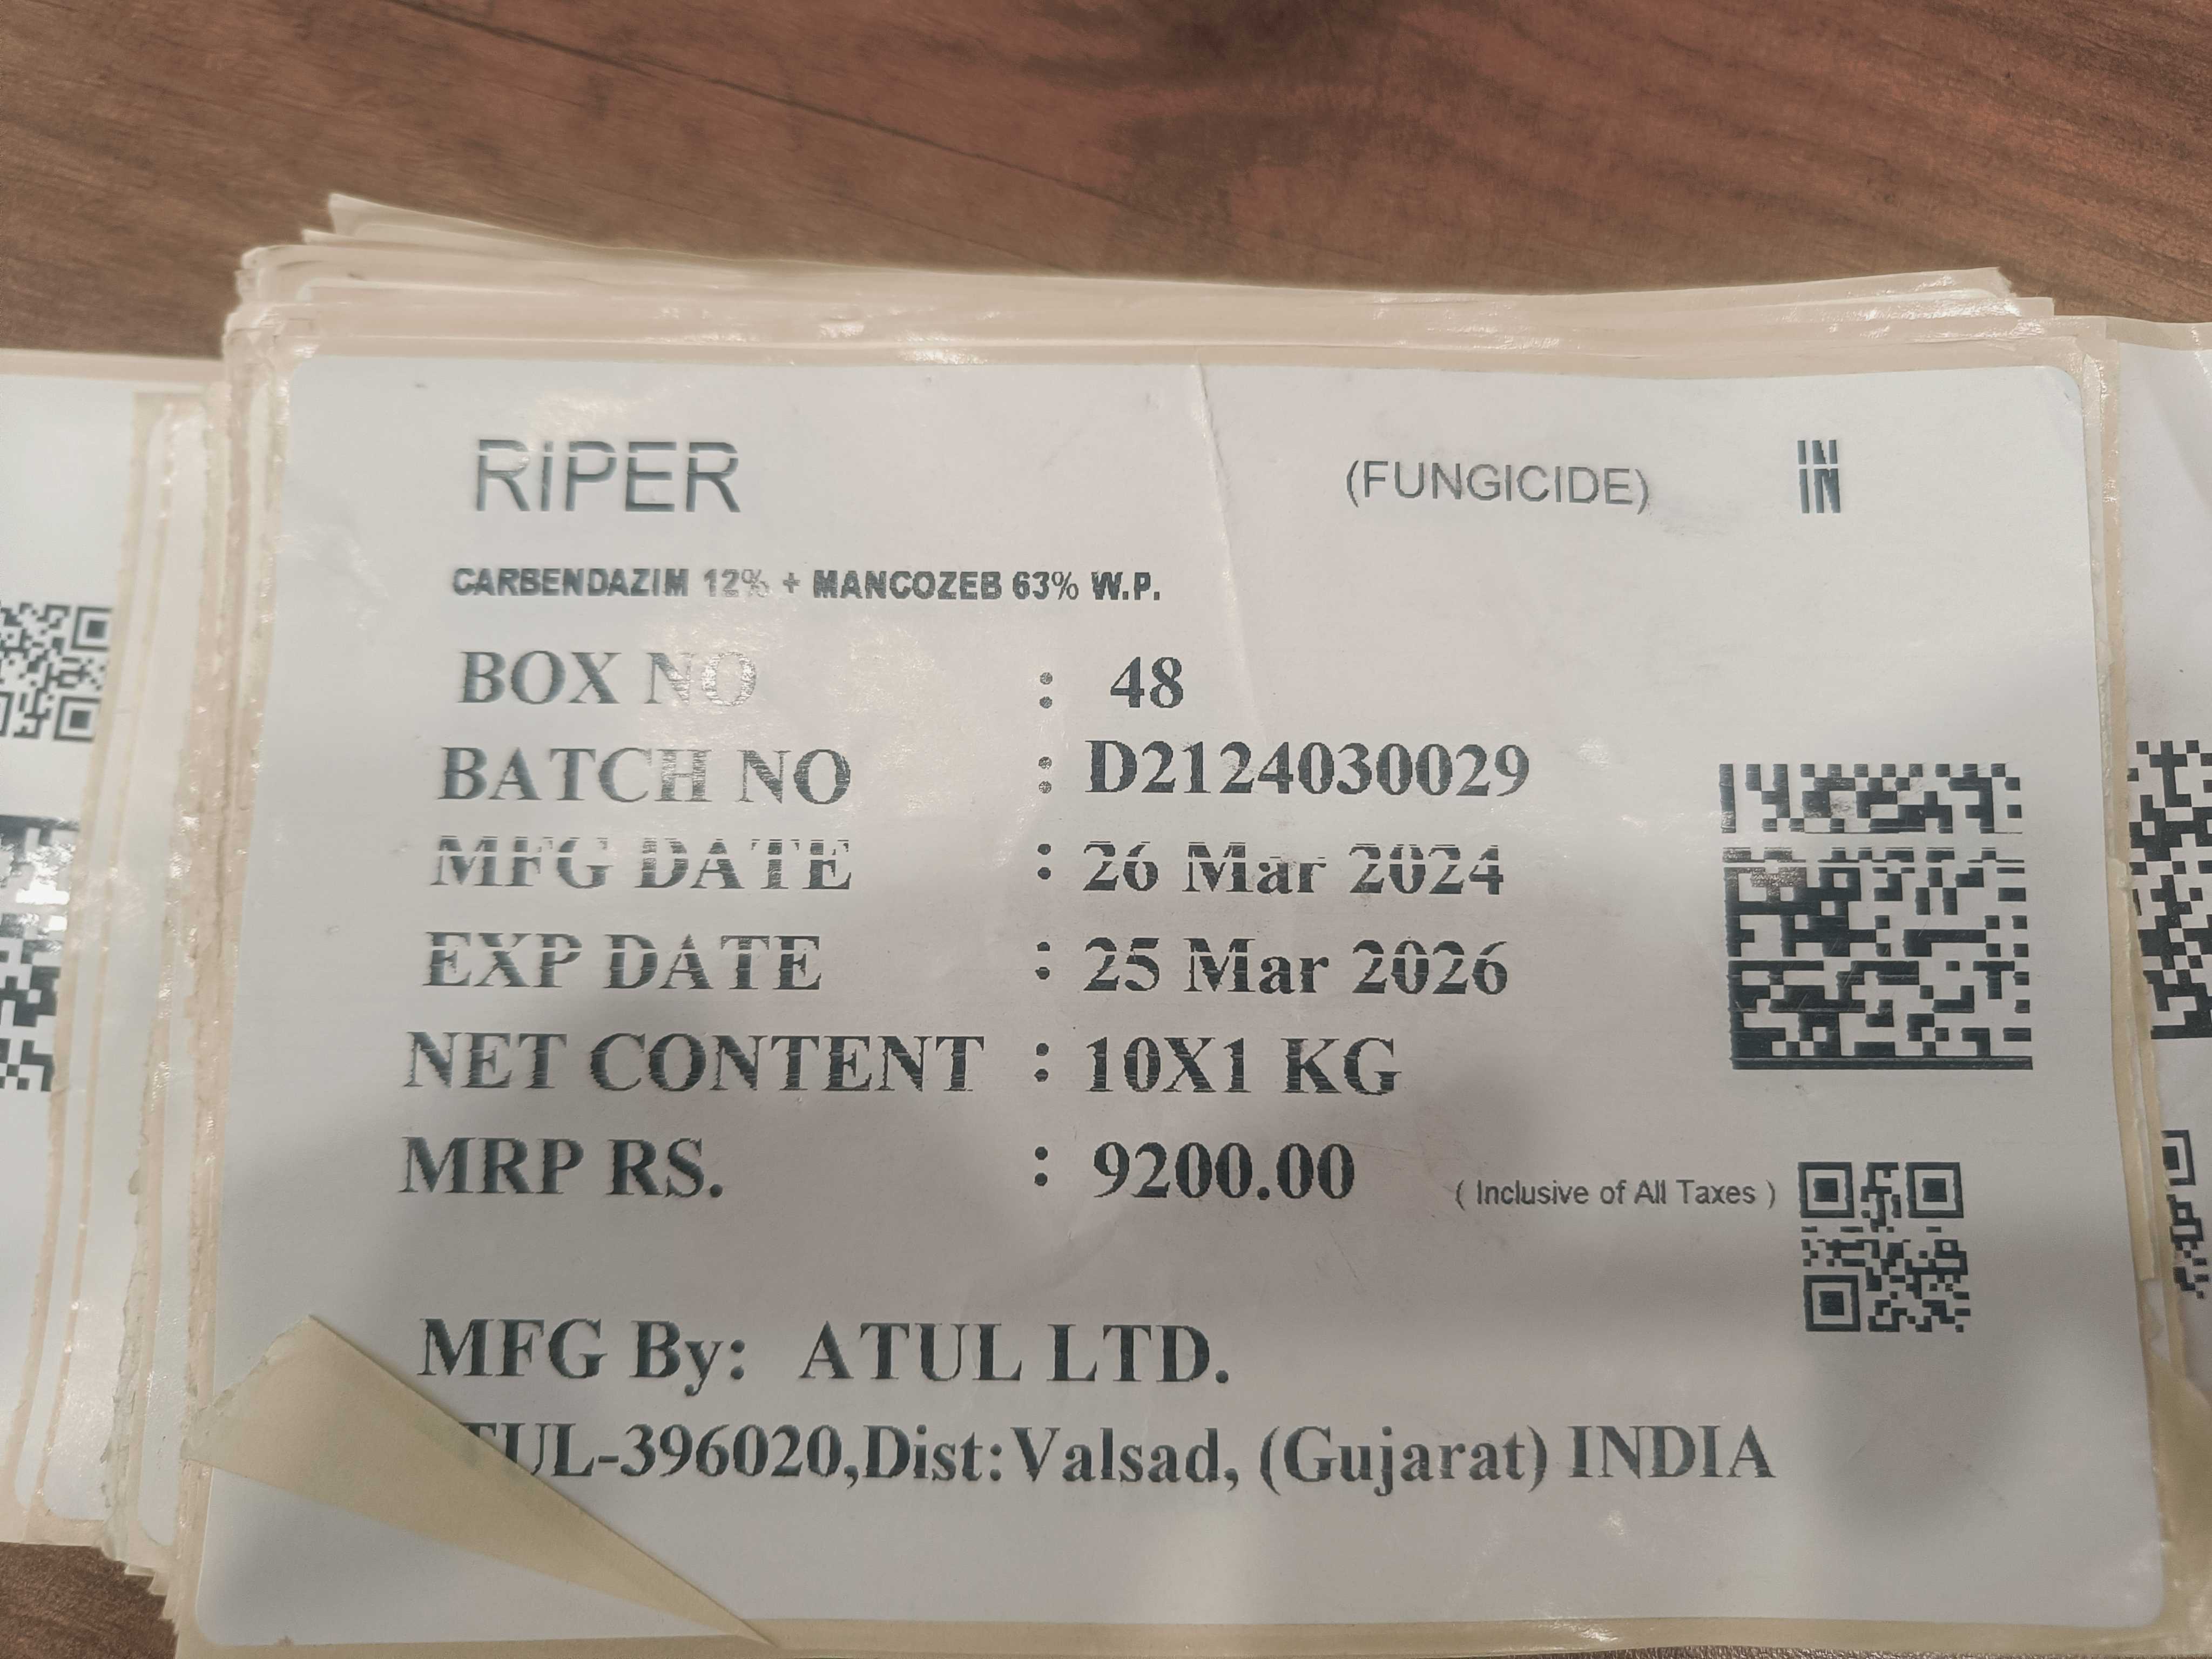 RIPER (FUNGICIDE) IN
CARBENDAZIM 12% + MANCOZEB 63% W.P.
BOX NO : 48
BATCH NO : D2124030029
MFG DATE : 26 Mar 2024
EXP DATE : 25 Mar 2026
NET CONTENT : 10X1 KG
MRP RS. : 9200.00 ( Inclusive of All Taxes )
MFG By: ATUL LTD.
TUL-396020,Dist:Valsad, (Gujarat) INDIA